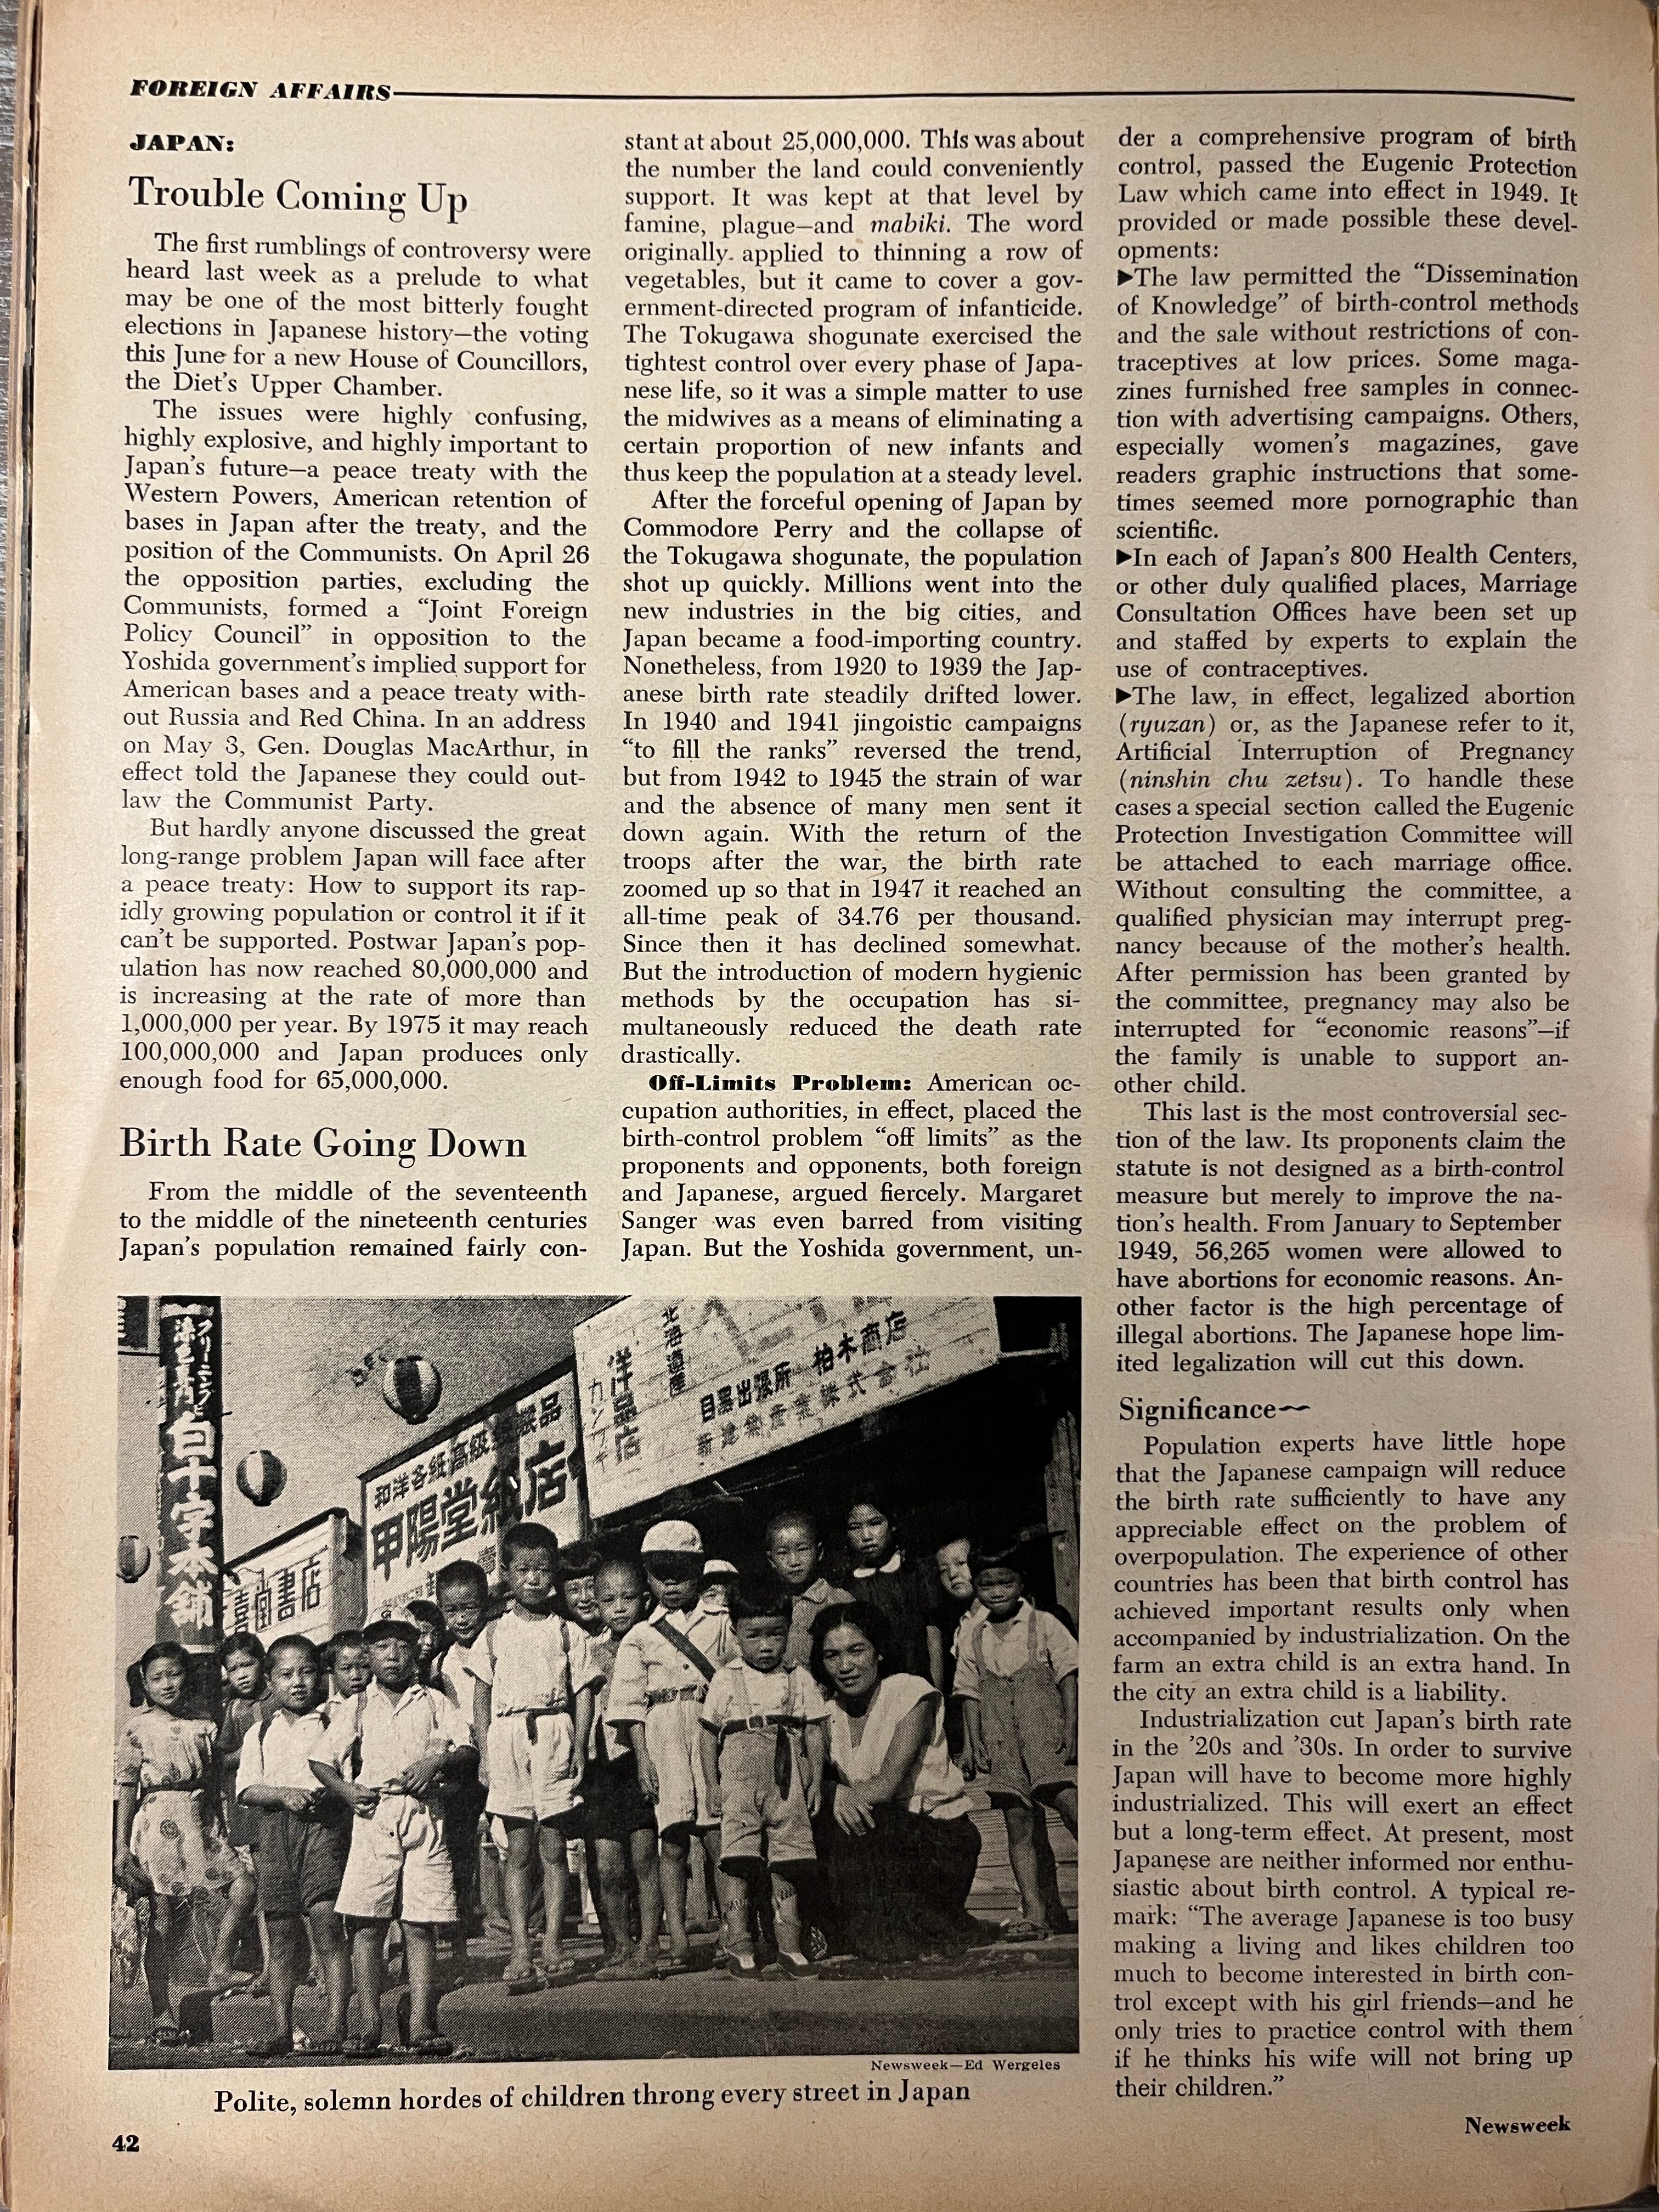 FOREIGN AFFAIRS
JAPAN:
Trouble Coming Up
The first rumblings of controversy were
heard last week as a prelude to what
may be one of the most bitterly fought
elections in Japanese history—the voting
this June for a new House of Councillors,
the Diet's Upper Chamber.
The issues were highly confusing,
highly explosive, and highly important to
Japan's future—a peace treaty with the
Western Powers, American retention of
bases in Japan after the treaty, and the
position of the Communists. On April 26
the opposition parties, excluding the
Communists, formed a “Joint Foreign
Policy Council” in opposition to the
Yoshida government's implied support for
American bases and a peace treaty with-
out Russia and Red China. In an address
on May 3, Gen. Douglas MacArthur, in
effect told the Japanese they could out-
law the Communist Party.
But hardly anyone discussed the great
long-range problem Japan will face after
a peace treaty: How to support its rap-
idly growing population or control it if it
can't be supported. Postwar Japan's pop-
ulation has now reached 80,000,000 and
is increasing at the rate of more than
1,000,000 per year. By 1975 it may reach
100,000,000 and Japan produces only
enough food for 65,000,000.
Birth Rate Going Down
From the middle of the seventeenth
to the middle of the nineteenth centuries
Japan's population remained fairly con-
stant at about 25,000,000. This was about
the number the land could conveniently
support. It was kept at that level by
famine, plague—and mabiki. The word
originally applied to thinning a row of
vegetables, but it came to cover a gov-
ernment-directed program of infanticide.
The Tokugawa shogunate exercised the
tightest control over every phase of Japa-
nese life, so it was a simple matter to use
the midwives as a means of eliminating a
certain proportion of new infants and
thus keep the population at a steady level.
After the forceful opening of Japan by
Commodore Perry and the collapse of
the Tokugawa shogunate, the population
shot up quickly. Millions went into the
new industries in the big cities, and
Japan became a food-importing country.
Nonetheless, from 1920 to 1939 the Jap-
anese birth rate steadily drifted lower.
In 1940 and 1941 jingoistic campaigns
“to fill the ranks” reversed the trend,
but from 1942 to 1945 the strain of war
and the absence of many men sent it
down again. With the return of the
troops after the war, the birth rate
zoomed up so that in 1947 it reached an
all-time peak of 34.76 per thousand.
Since then it has declined somewhat.
But the introduction of modern hygienic
methods by the occupation has si-
multaneously reduced the death rate
drastically.
Off-Limits Problem: American oc-
cupation authorities, in effect, placed the
birth-control problem “off limits” as the
proponents and opponents, both foreign
and Japanese, argued fiercely. Margaret
Sanger was even barred from visiting
Japan. But the Yoshida government, un-
der a comprehensive program of birth
control, passed the Eugenic Protection
Law which came into effect in 1949. It
provided or made possible these devel-
opments:
▶The law permitted the “Dissemination
of Knowledge” of birth-control methods
and the sale without restrictions of con-
traceptives at low prices. Some maga-
zines furnished free samples in connec-
tion with advertising campaigns. Others,
especially women's magazines, gave
readers graphic instructions that some-
times seemed more pornographic than
scientific.
▶In each of Japan's 800 Health Centers,
or other duly qualified places, Marriage
Consultation Offices have been set up
and staffed by experts to explain the
use of contraceptives.
▶The law, in effect, legalized abortion
(ryuzan) or, as the Japanese refer to it,
Artificial Interruption of Pregnancy
(ninshin chu zetsu). To handle these
cases a special section called the Eugenic
Protection Investigation Committee will
be attached to each marriage office.
Without consulting the committee, a
qualified physician may interrupt preg-
nancy because of the mother's health.
After permission has been granted by
the committee, pregnancy may also be
interrupted for “economic reasons”—if
the family is unable to support an-
other child.
This last is the most controversial sec-
tion of the law. Its proponents claim the
statute is not designed as a birth-control
measure but merely to improve the na-
tion's health. From January to September
1949, 56,265 women were allowed to
have abortions for economic reasons. An-
other factor is the high percentage of
illegal abortions. The Japanese hope lim-
ited legalization will cut this down.
Significance~
Population experts have little hope
that the Japanese campaign will reduce
the birth rate sufficiently to have any
appreciable effect on the problem of
overpopulation. The experience of other
countries has been that birth control has
achieved important results only when
accompanied by industrialization. On the
farm an extra child is an extra hand. In
the city an extra child is a liability.
Industrialization cut Japan's birth rate
in the '20s and '30s. In order to survive
Japan will have to become more highly
industrialized. This will exert an effect
but a long-term effect. At present, most
Japanese are neither informed nor enthu-
siastic about birth control. A typical re-
mark: “The average Japanese is too busy
making a living and likes children too
much to become interested in birth con-
trol except with his girl friends—and he
only tries to practice control with them
if he thinks his wife will not bring up
their children.”
クリーニング
白十字本舗
喜堂書店
和洋各紙高級
甲陽堂紙店
洋品店
カンザキ
北海道産
目黒出張所 柏木商店
新建築産業株式会社
Newsweek—Ed Wergeles
Polite, solemn hordes of children throng every street in Japan
42
Newsweek